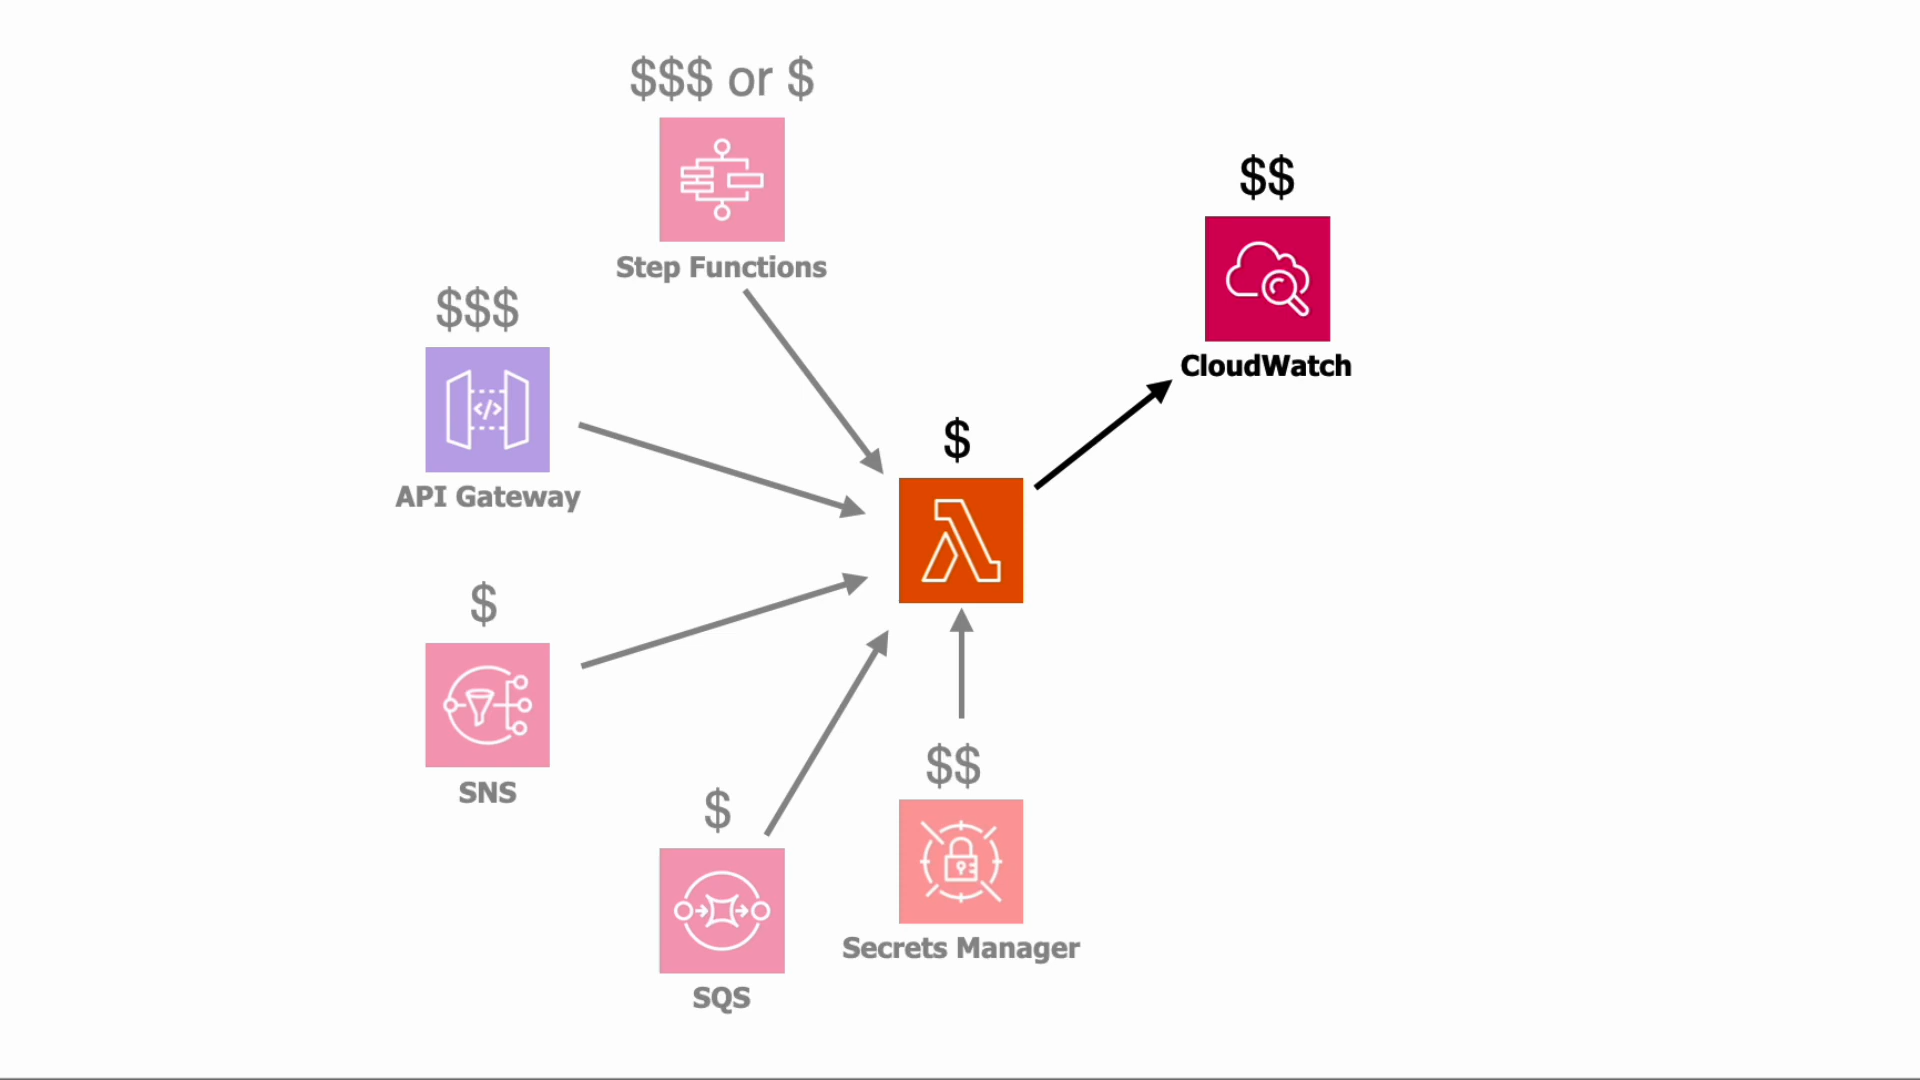 $$$ or $
Step Functions
$$
CloudWatch
$$$
</>
API Gateway
$
$
SNS
$
SQS
$$
Secrets Manager